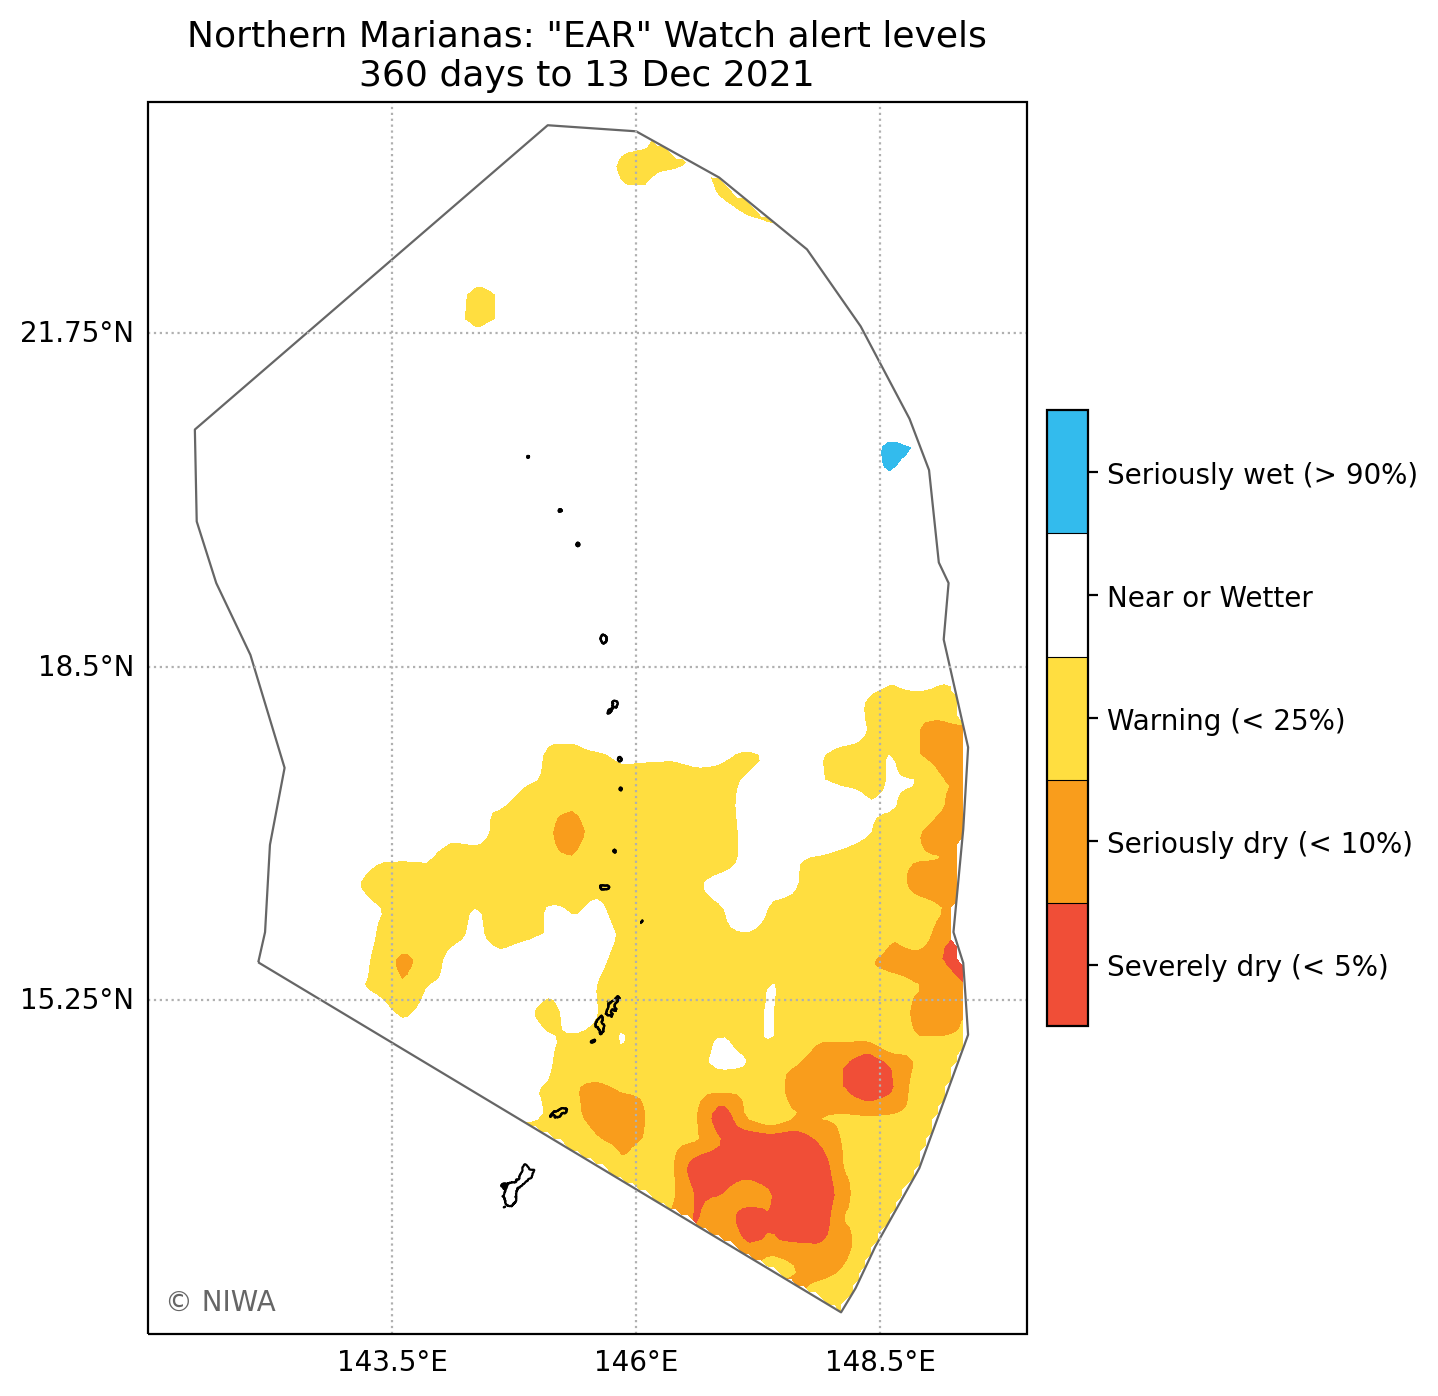 Northern Marianas: "EAR" Watch alert levels
360 days to 13 Dec 2021
21.75°N
18.5°N
15.25°N
143.5°E
146°E
148.5°E
Seriously wet (> 90%)
Near or Wetter
Warning (< 25%)
Seriously dry (< 10%)
Severely dry (< 5%)
© NIWA